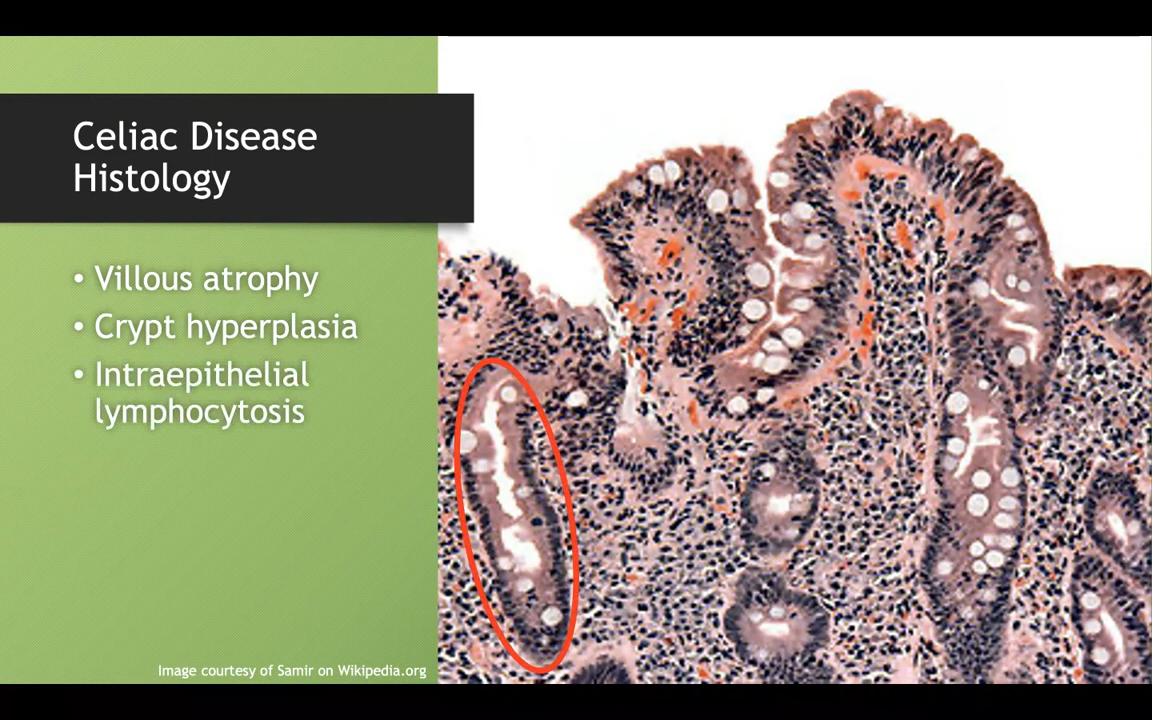 Celiac Disease
Histology
• Villous atrophy
• Crypt hyperplasia
• Intraepithelial
lymphocytosis
Image courtesy of Samir on Wikipedia.org